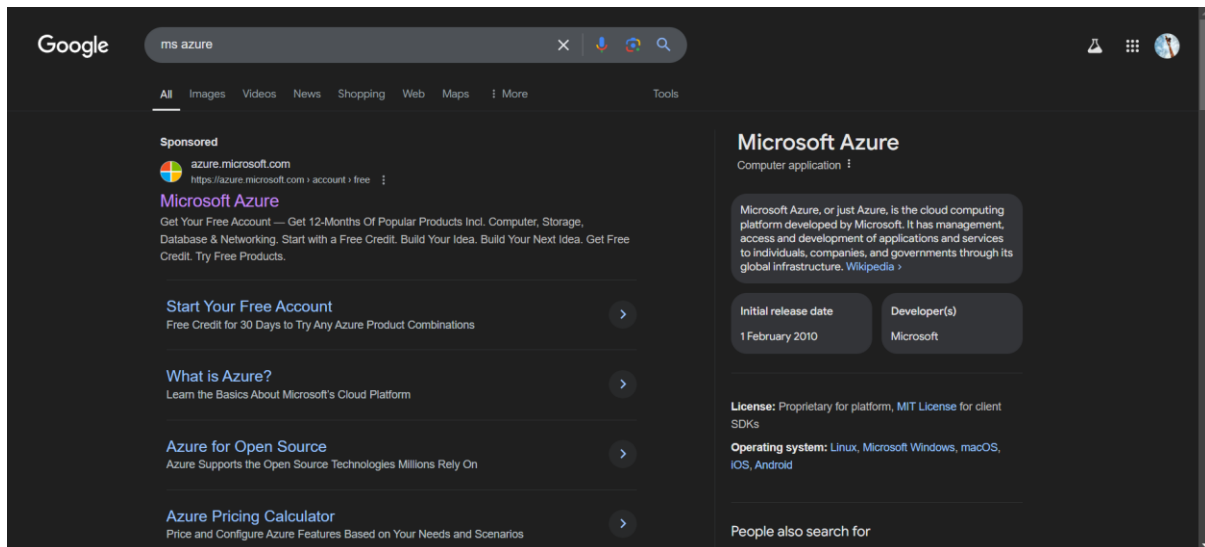 Google
ms azure
All Images Videos News Shopping Web Maps More Tools
Sponsored
azure.microsoft.com
https://azure.microsoft.com › account › free
Microsoft Azure
Get Your Free Account — Get 12-Months Of Popular Products Incl. Computer, Storage,
Database & Networking. Start with a Free Credit. Build Your Idea. Build Your Next Idea. Get Free
Credit. Try Free Products.
Start Your Free Account
Free Credit for 30 Days to Try Any Azure Product Combinations
What is Azure?
Learn the Basics About Microsoft's Cloud Platform
Azure for Open Source
Azure Supports the Open Source Technologies Millions Rely On
Azure Pricing Calculator
Price and Configure Azure Features Based on Your Needs and Scenarios
Microsoft Azure
Computer application
Microsoft Azure, or just Azure, is the cloud computing
platform developed by Microsoft. It has management,
access and development of applications and services
to individuals, companies, and governments through its
global infrastructure. Wikipedia ›
Initial release date
1 February 2010
Developer(s)
Microsoft
License: Proprietary for platform, MIT License for client
SDKs
Operating system: Linux, Microsoft Windows, macOS,
iOS, Android
People also search for